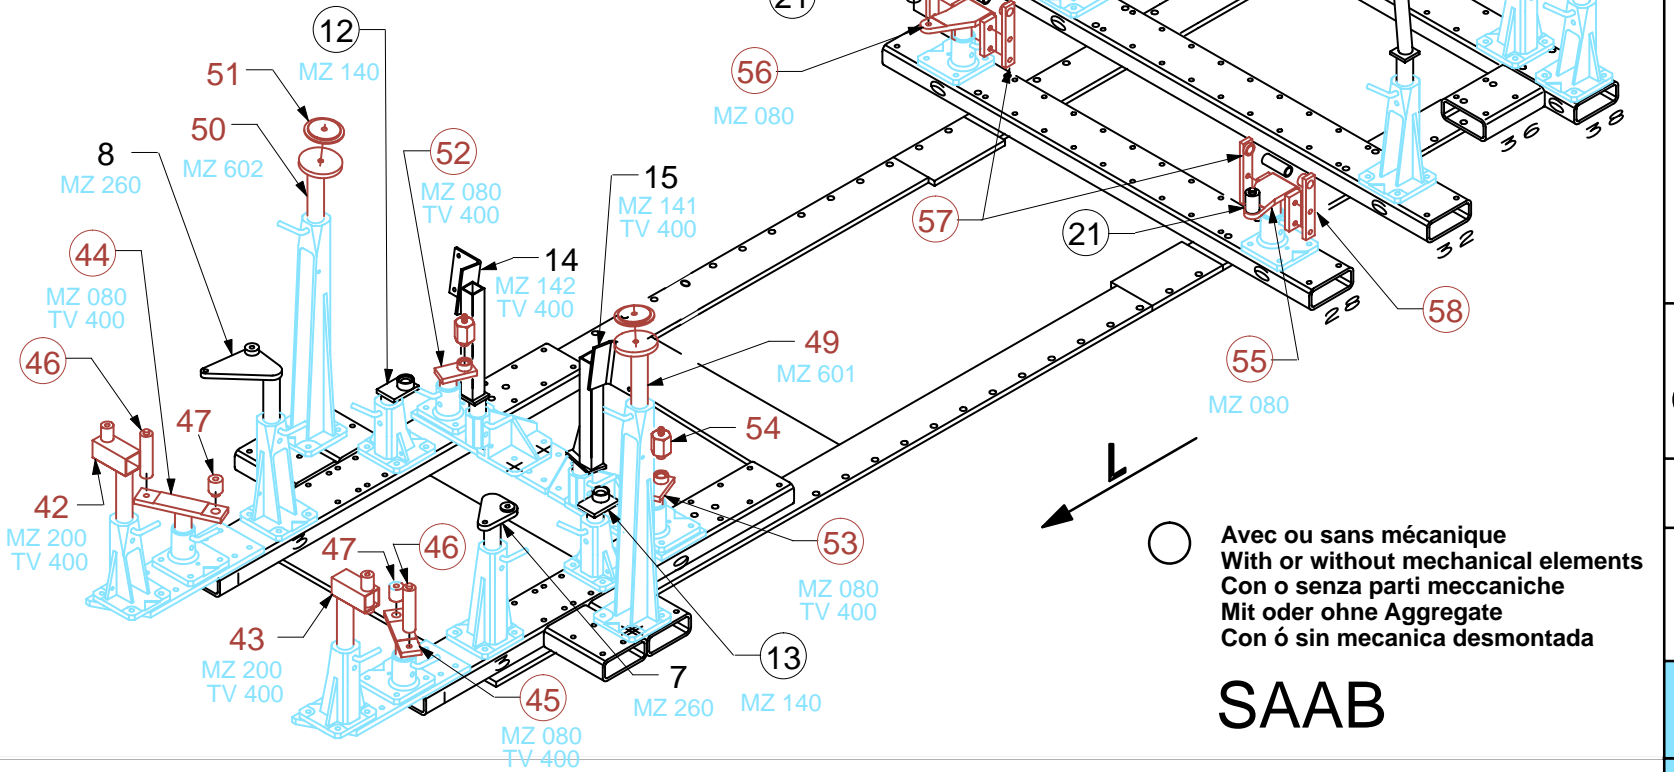 21
12
MZ 140
51
50
MZ 602
8
MZ 260
52
MZ 080
TV 400
15
MZ 141
TV 400
14
MZ 142
TV 400
56
MZ 080
57
21
36
38
32
28
58
55
MZ 080
44
MZ 080
TV 400
46
47
42
MZ 200
TV 400
49
MZ 601
54
53
MZ 080
TV 400
47
46
43
MZ 200
TV 400
45
MZ 080
TV 400
7
MZ 260
13
MZ 140
3
3
L
Avec ou sans mécanique
With or without mechanical elements
Con o senza parti meccaniche
Mit oder ohne Aggregate
Con ó sin mecanica desmontada
SAAB